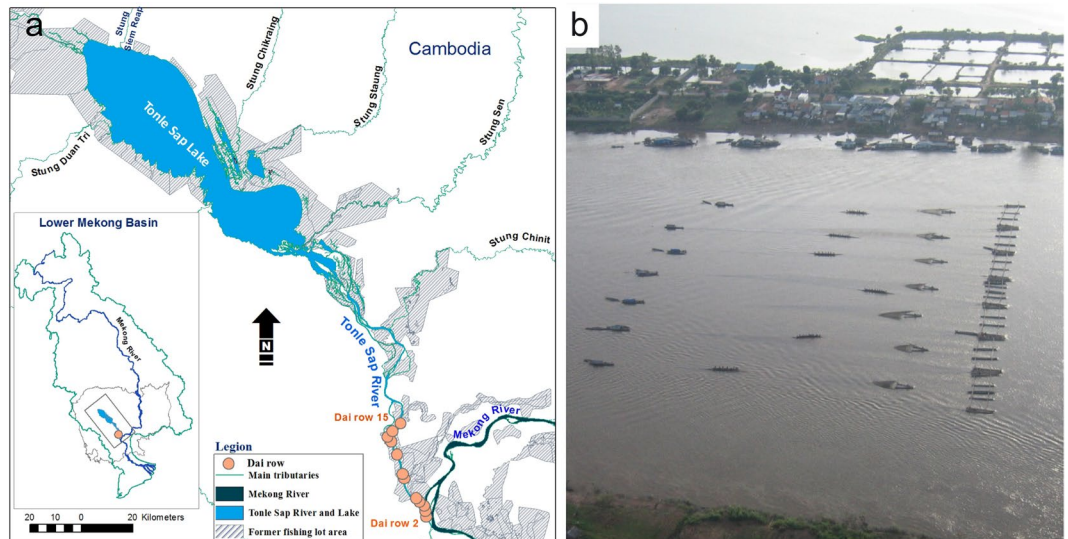 a
Stung
Siem Reap
Stung Chikraing
Stung Staung
Cambodia
Stung Sen
Tonle Sap Lake
Stung Duan Tri
Stung Chinit
Lower Mekong Basin
Mekong River
N
Tonle Sap River
Dai row 15
Mekong River
Dai row 2
Legion
Dai row
Main tributaries
Mekong River
Tonle Sap River and Lake
Former fishing lot area
20 10 0 20 Kilometers
b